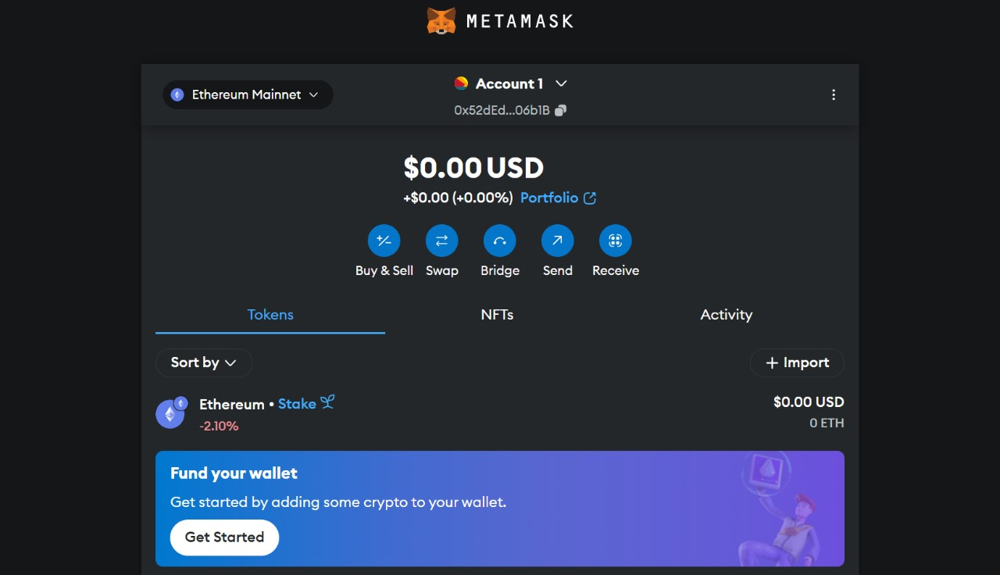 METAMASK
Ethereum Mainnet
Account 1
0x52dEd...06b1B
$0.00 USD
+$0.00 (+0.00%) Portfolio
Buy & Sell Swap Bridge Send Receive
Tokens NFTs Activity
Sort by + Import
Ethereum • Stake $0.00 USD
-2.10% 0 ETH
Fund your wallet
Get started by adding some crypto to your wallet.
Get Started